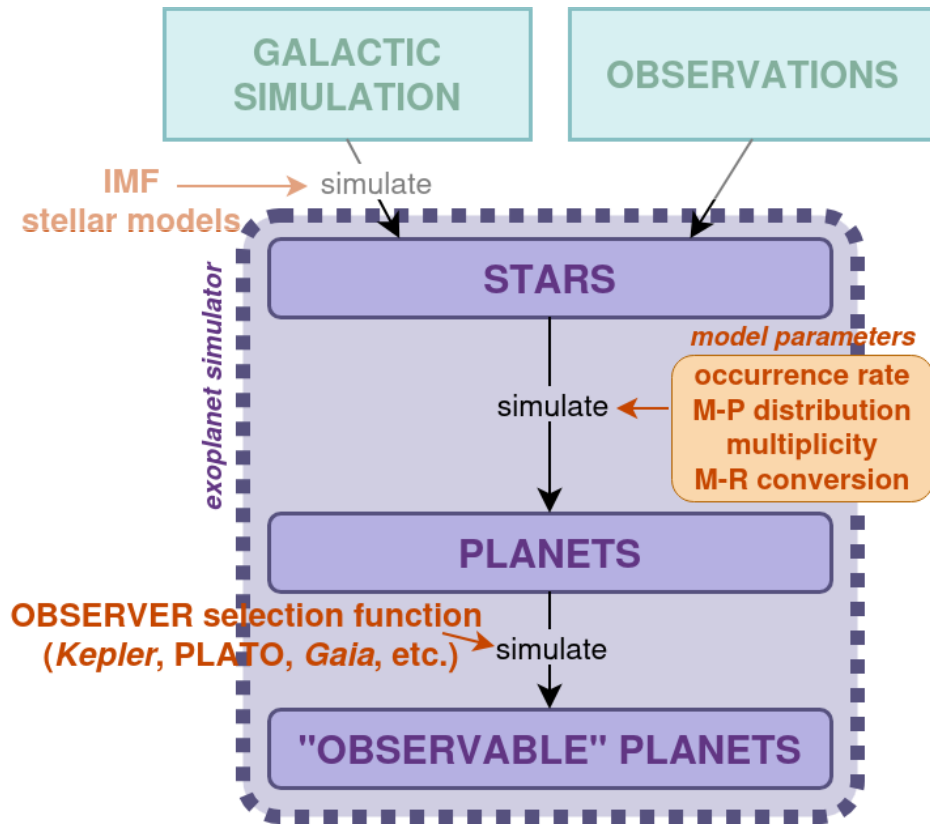 GALACTIC
SIMULATION
OBSERVATIONS
IMF
stellar models
simulate
exoplanet simulator
STARS
model parameters
occurrence rate
M-P distribution
multiplicity
M-R conversion
simulate
PLANETS
OBSERVER selection function
(Kepler, PLATO, Gaia, etc.)
simulate
"OBSERVABLE" PLANETS